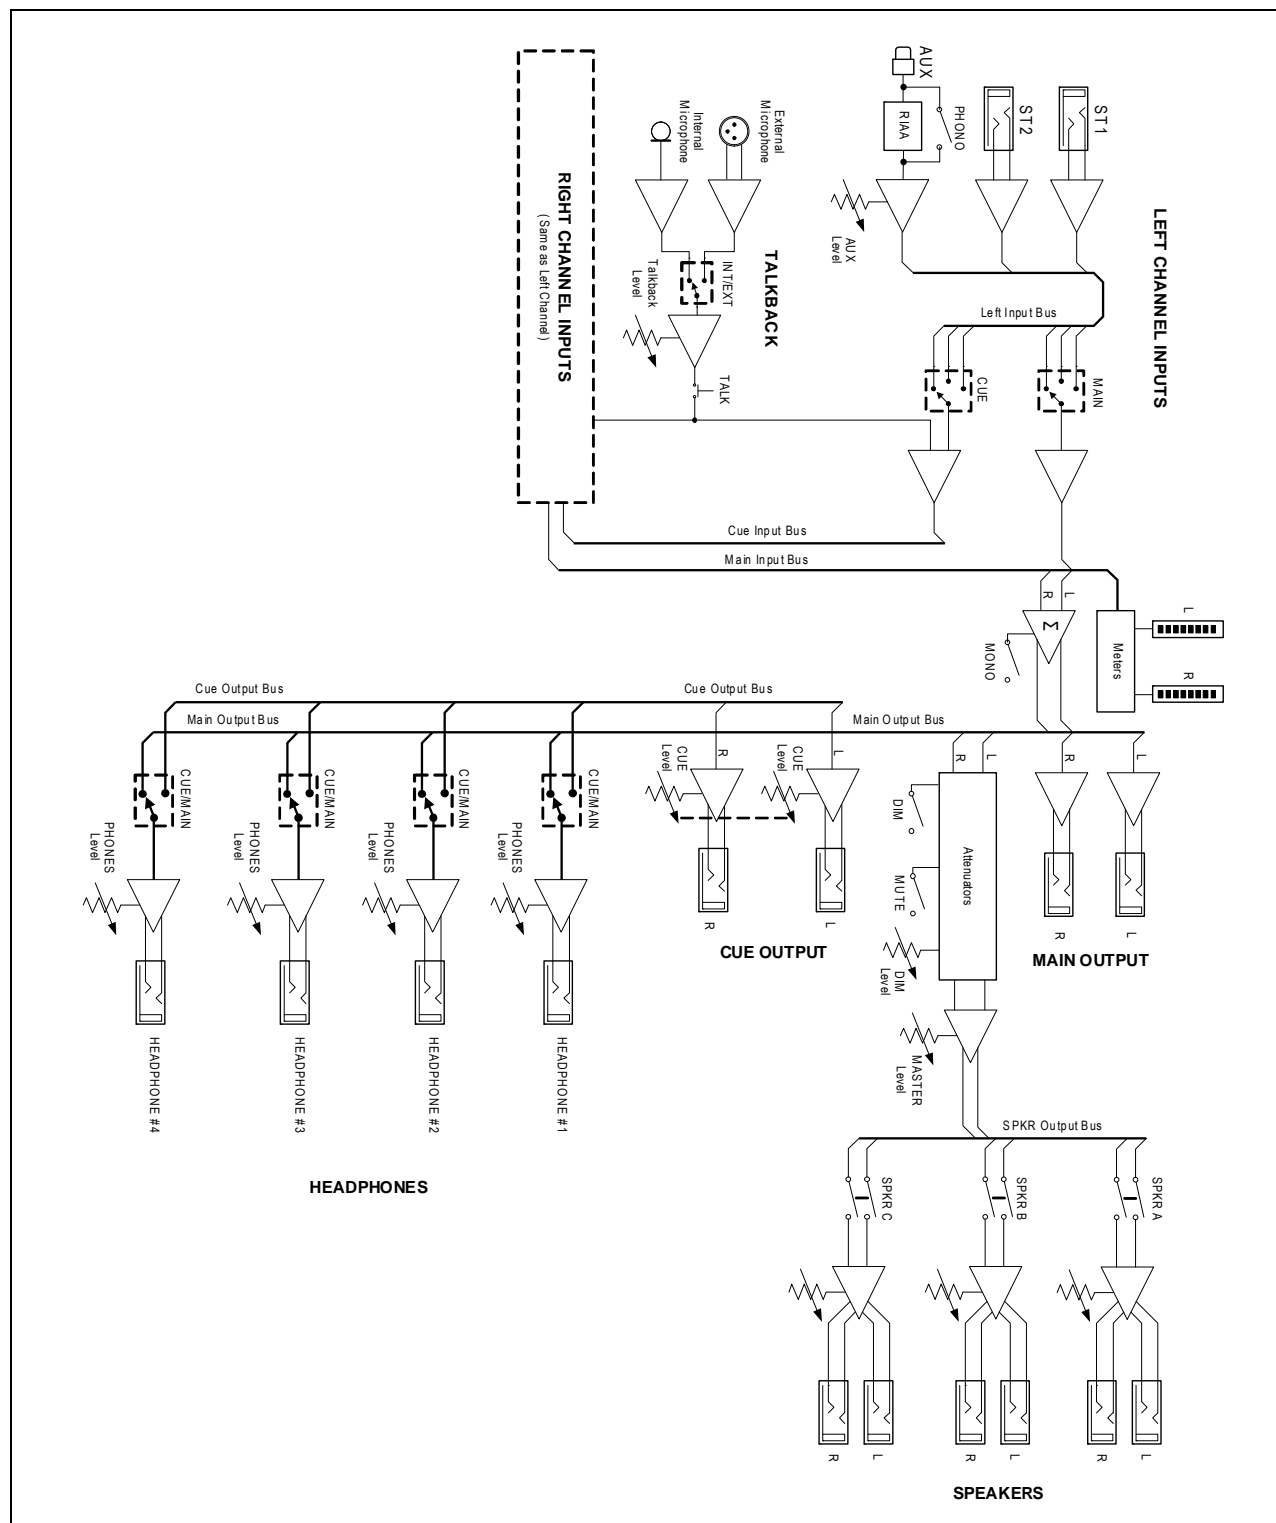 AUX
RIAA
PHONO
ST2
ST1
AUX
Level
Internal
Microphone
External
Microphone
RIGHT CHANNEL INPUTS
(Same as Left Channel)
TALKBACK
LEFT CHANNEL INPUTS
INT/EXT
Talkback
Level
TALK
Left Input Bus
CUE
MAIN
Cue Input Bus
Main Input Bus
R
L
Σ
MONO
Meters
L
R
Cue Output Bus
Cue Output Bus
Main Output Bus
Main Output Bus
CUE/MAIN
CUE/MAIN
CUE/MAIN
CUE/MAIN
CUE
Level
R
CUE
Level
L
R
L
R
L
DIM
MUTE
DIM
Level
Attenuators
PHONES
Level
PHONES
Level
PHONES
Level
PHONES
Level
R
L
CUE OUTPUT
R
L
MAIN OUTPUT
MASTER
Level
HEADPHONE #4
HEADPHONE #3
HEADPHONE #2
HEADPHONE #1
HEADPHONES
SPKR Output Bus
SPKR C
SPKR B
SPKR A
R
L
R
L
R
L
SPEAKERS